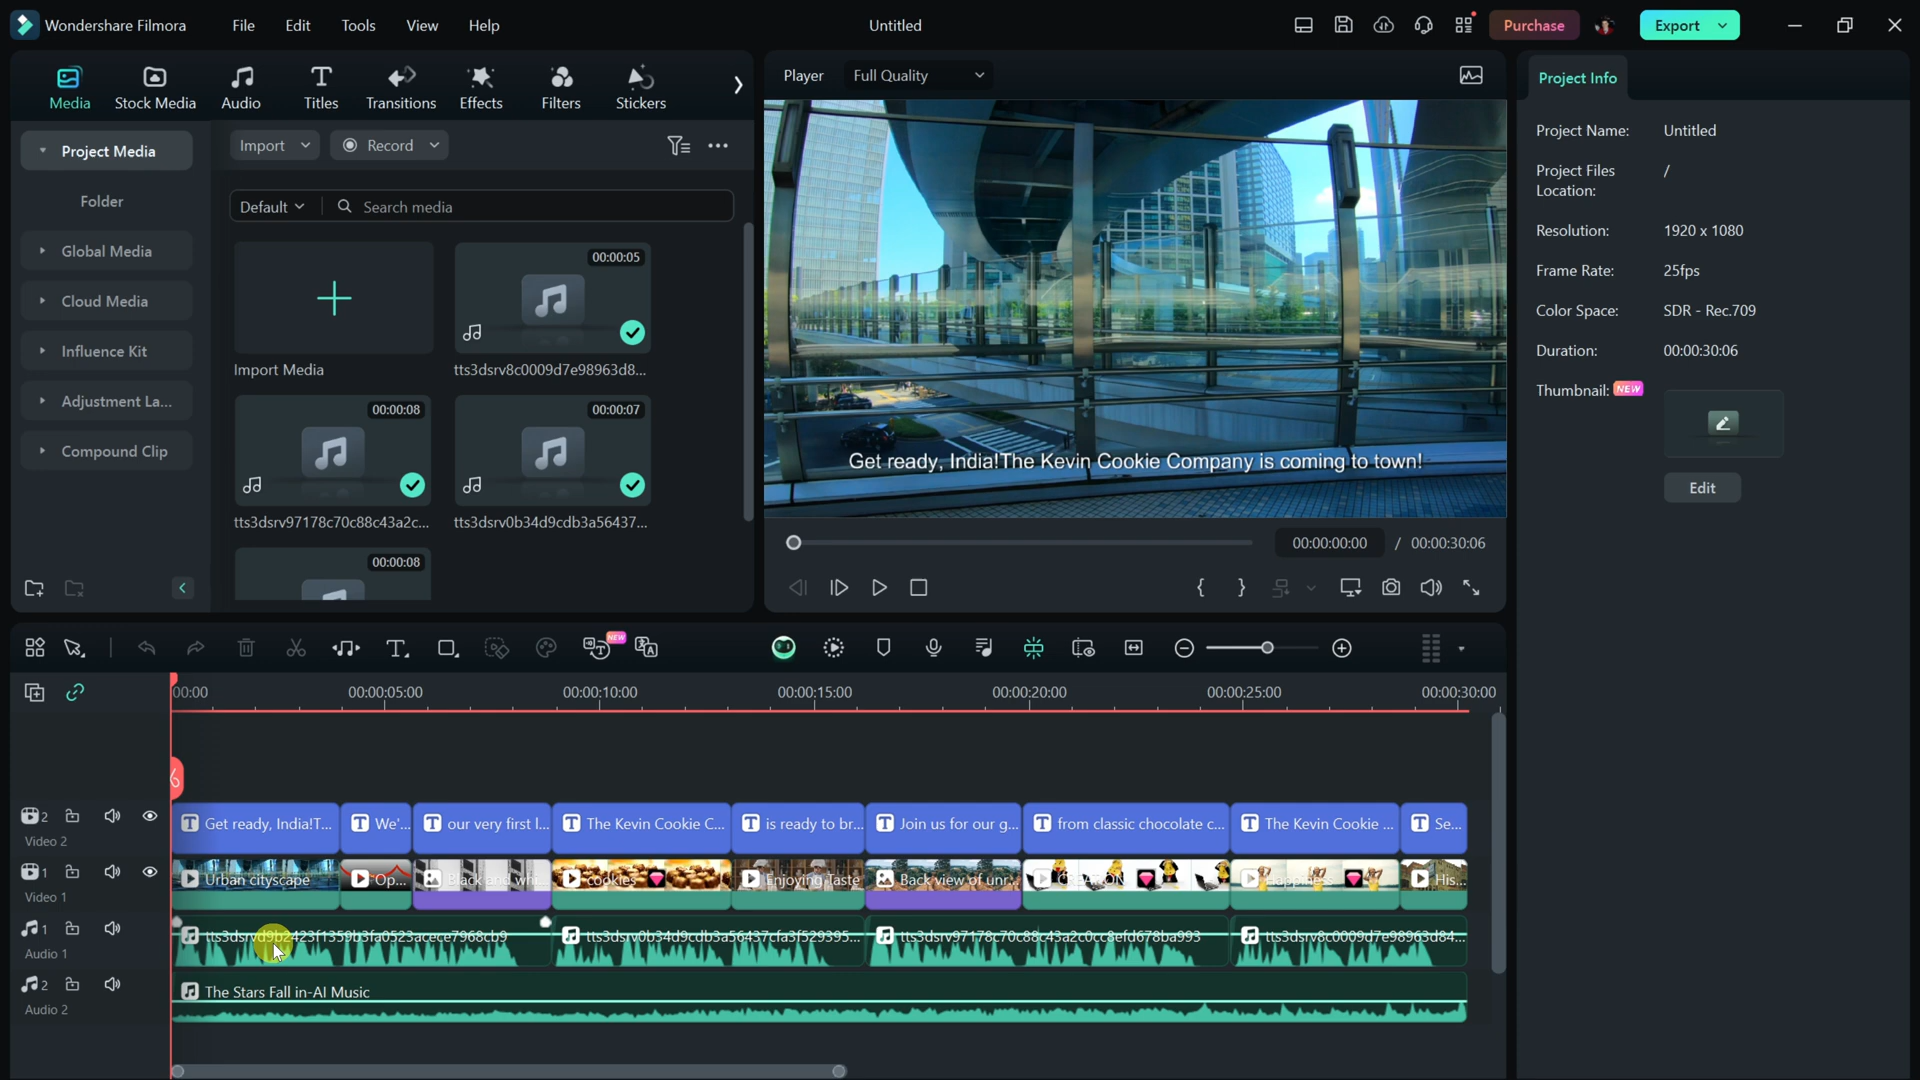 Wondershare Filmora
File
Edit
Tools
View
Help
Untitled
Purchase
Export
Media
Stock Media
Audio
Titles
Transitions
Effects
Filters
Stickers
Project Media
Folder
Global Media
Cloud Media
Influence Kit
Adjustment La...
Compound Clip
Import
Record
Default
Search media
00:00:05
Import Media
tts3dsrv8c0009d7e98963d8...
00:00:08
00:00:07
tts3dsrv97178c70c88c43a2c...
tts3dsrv0b34d9cdb3a56437...
00:00:08
Player
Full Quality
Get ready, India!The Kevin Cookie Company is coming to town!
00:00:00:00 / 00:00:30:06
Project Info
Project Name: Untitled
Project Files Location: /
Resolution: 1920 x 1080
Frame Rate: 25fps
Color Space: SDR - Rec.709
Duration: 00:00:30:06
Thumbnail: NEW
Edit
NEW
00:00
00:00:05:00
00:00:10:00
00:00:15:00
00:00:20:00
00:00:25:00
00:00:30:00
2
Video 2
Get ready, India!T...
We'...
our very first l...
The Kevin Cookie C...
is ready to br...
Join us for our g...
from classic chocolate c...
The Kevin Cookie ...
Se...
1
Video 1
Urban cityscape
Op...
Black and whi...
cookies
Enjoying Taste
Back view of unr...
Happiness
His...
1
Audio 1
tts3dsrvd9b2423f1359b3fa0523acece7968cb9
tts3dsrv0b34d9cdb3a56437cfa3f529395...
tts3dsrv97178c70c88c43a2c0cc8efd678ba993
tts3dsrv8c0009d7e98963d84...
2
Audio 2
The Stars Fall in-AI Music